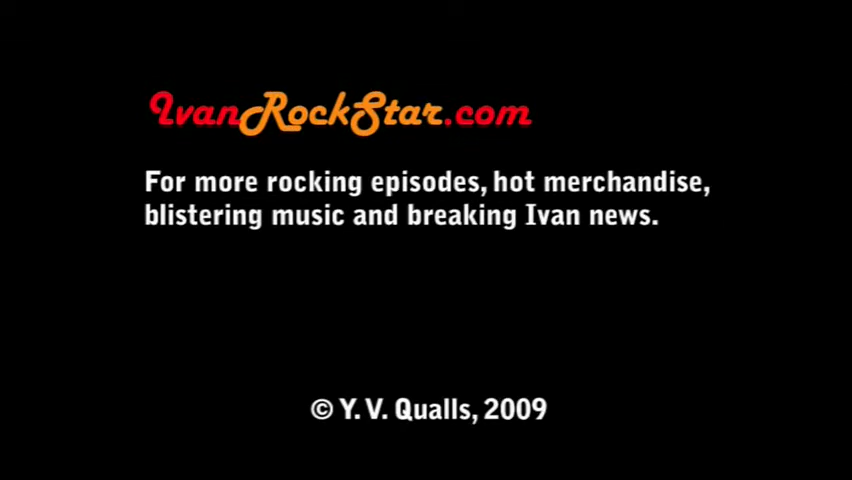 IvanRockStar.com
For more rocking episodes, hot merchandise,
blistering music and breaking Ivan news.
© Y. V. Qualls, 2009